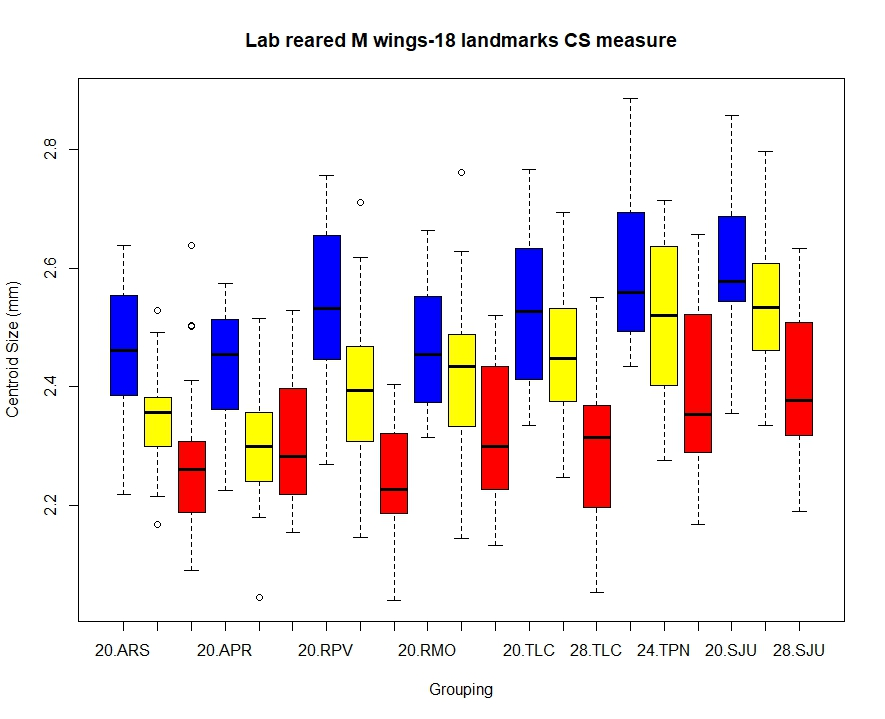 Lab reared M wings-18 landmarks CS measure
Centroid Size (mm)
2.8
2.6
2.4
2.2
20.ARS 20.APR 20.RPV 20.RMO 20.TLC 28.TLC 24.TPN 20.SJU 28.SJU
Grouping